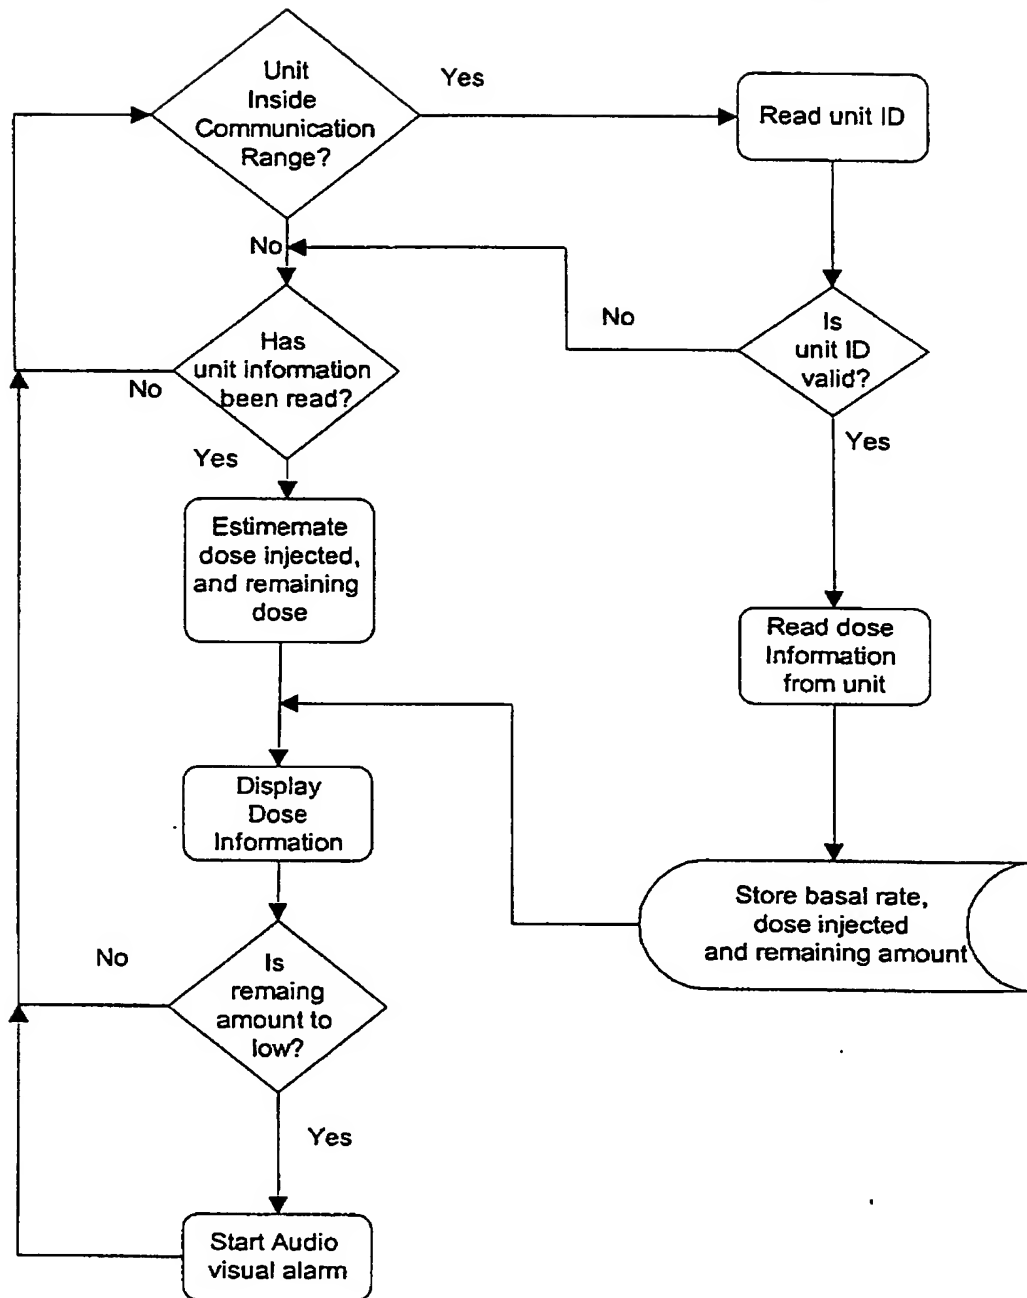 Unit
Inside
Communication
Range?
Yes
Read unit ID
No
Has
unit information
been read?
No
Yes
Is
unit ID
valid?
No
Yes
Estimemate
dose injected,
and remaining
dose
Read dose
Information
from unit
Display
Dose
Information
Store basal rate,
dose injected
and remaining amount
Is
remaing
amount to
low?
No
Yes
Start Audio
visual alarm